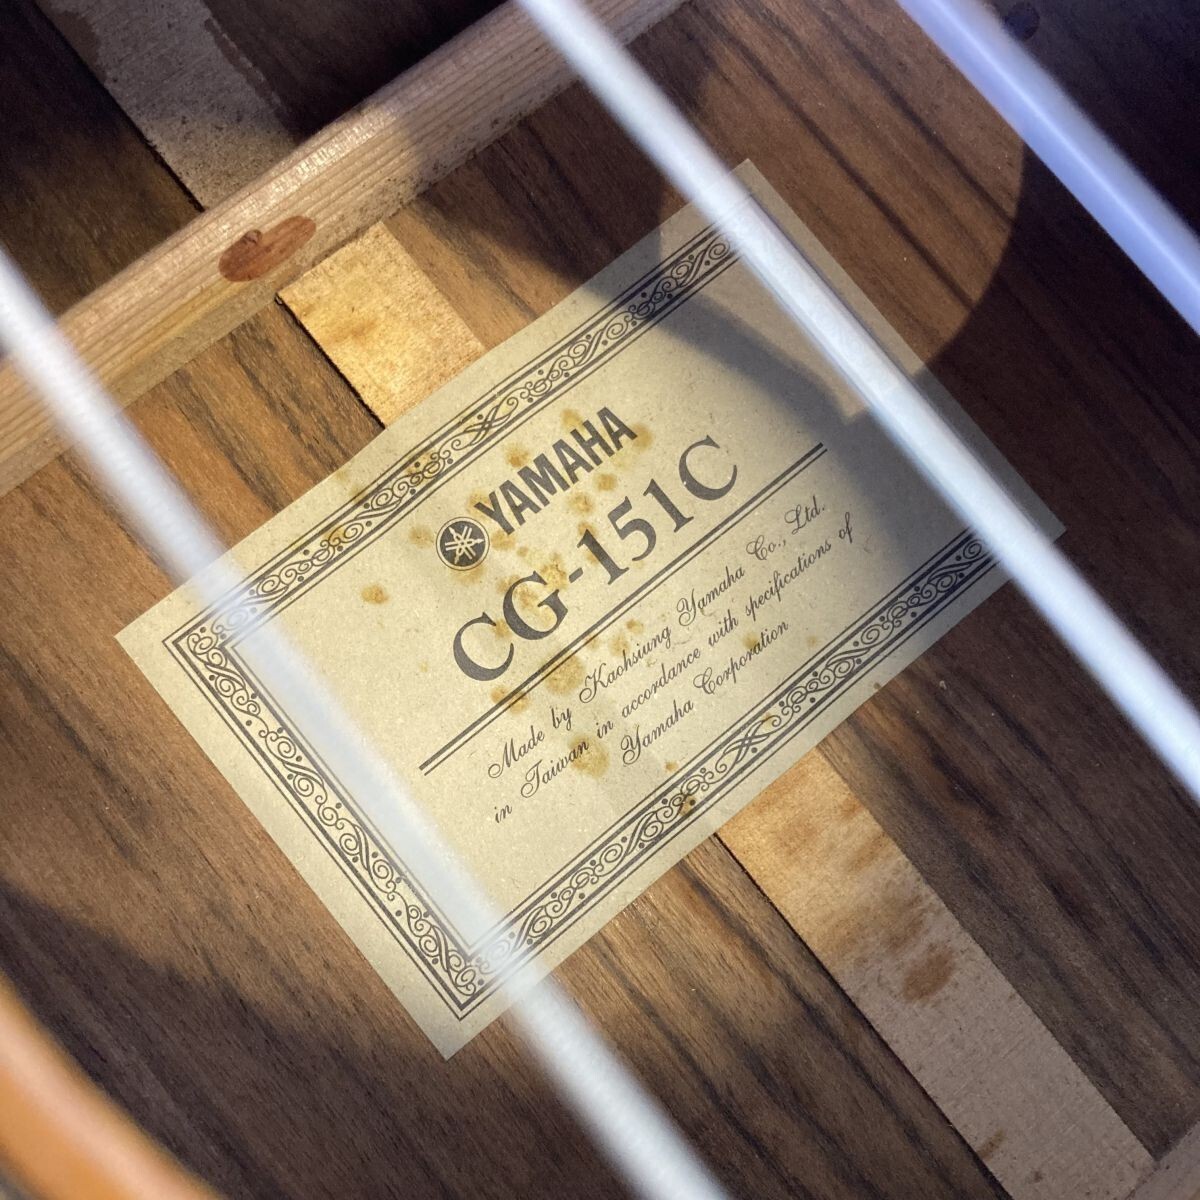 YAMAHA
CG-151C
Made by Kaohsiung Yamaha Co., Ltd.
in Taiwan in accordance with specifications of
Yamaha Corporation